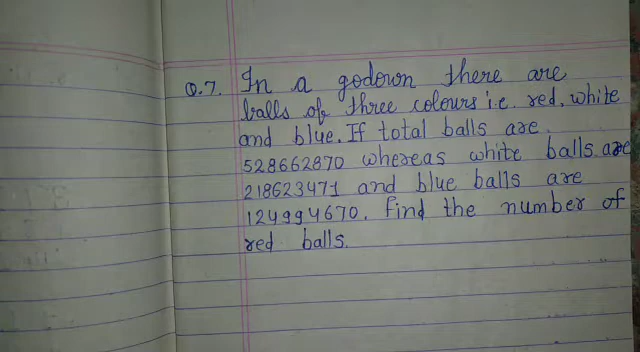 Q.7. In a godown there are
balls of three colours i.e. red, white
and blue. If total balls are
528662870 whereas white balls are
218623471 and blue balls are
124994670. Find the number of
red balls.